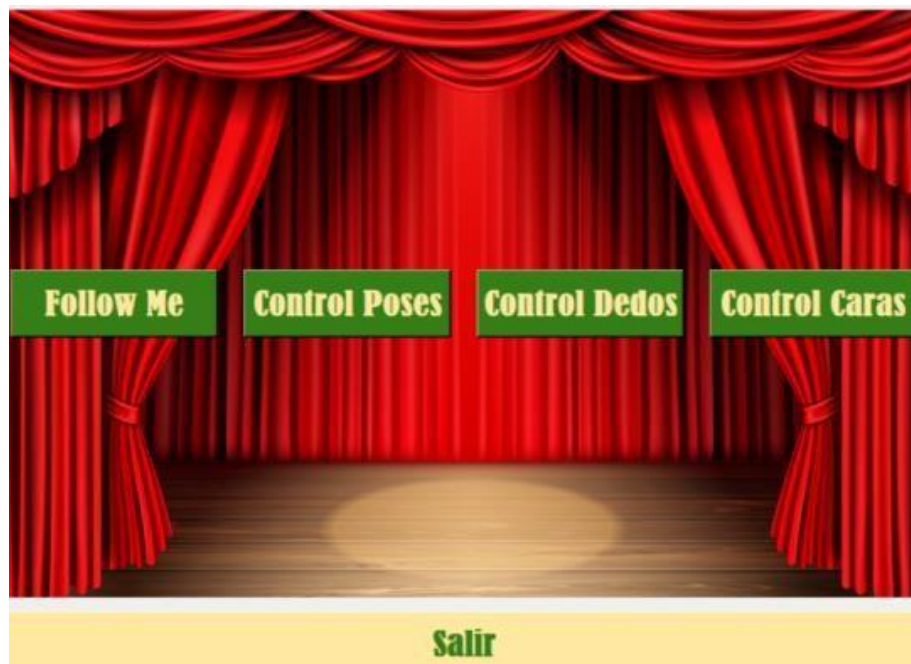 Follow Me
Control Poses
Control Dedos
Control Caras
Salir